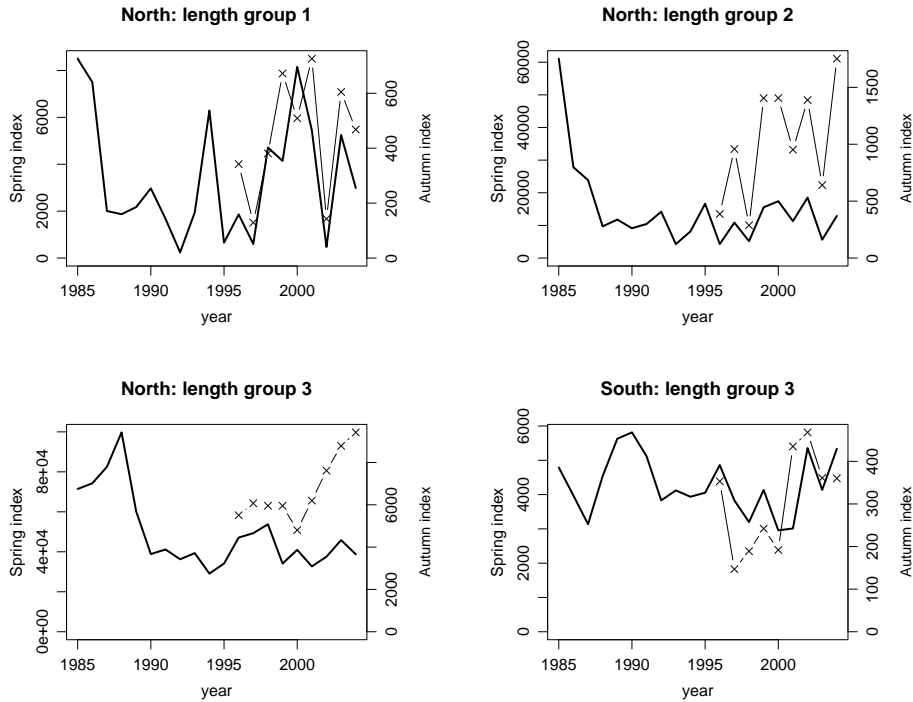 North: length group 1
Spring index
0 2000 6000
Autumn index
0 200 400 600
1985 1990 1995 2000
year
North: length group 2
Spring index
0 10000 20000 30000 40000 50000 60000
Autumn index
0 500 1000 1500
1985 1990 1995 2000
year
North: length group 3
Spring index
0e+00 4e+04 8e+04
Autumn index
0 2000 6000
1985 1990 1995 2000
year
South: length group 3
Spring index
0 2000 4000 6000
Autumn index
0 100 200 300 400
1985 1990 1995 2000
year